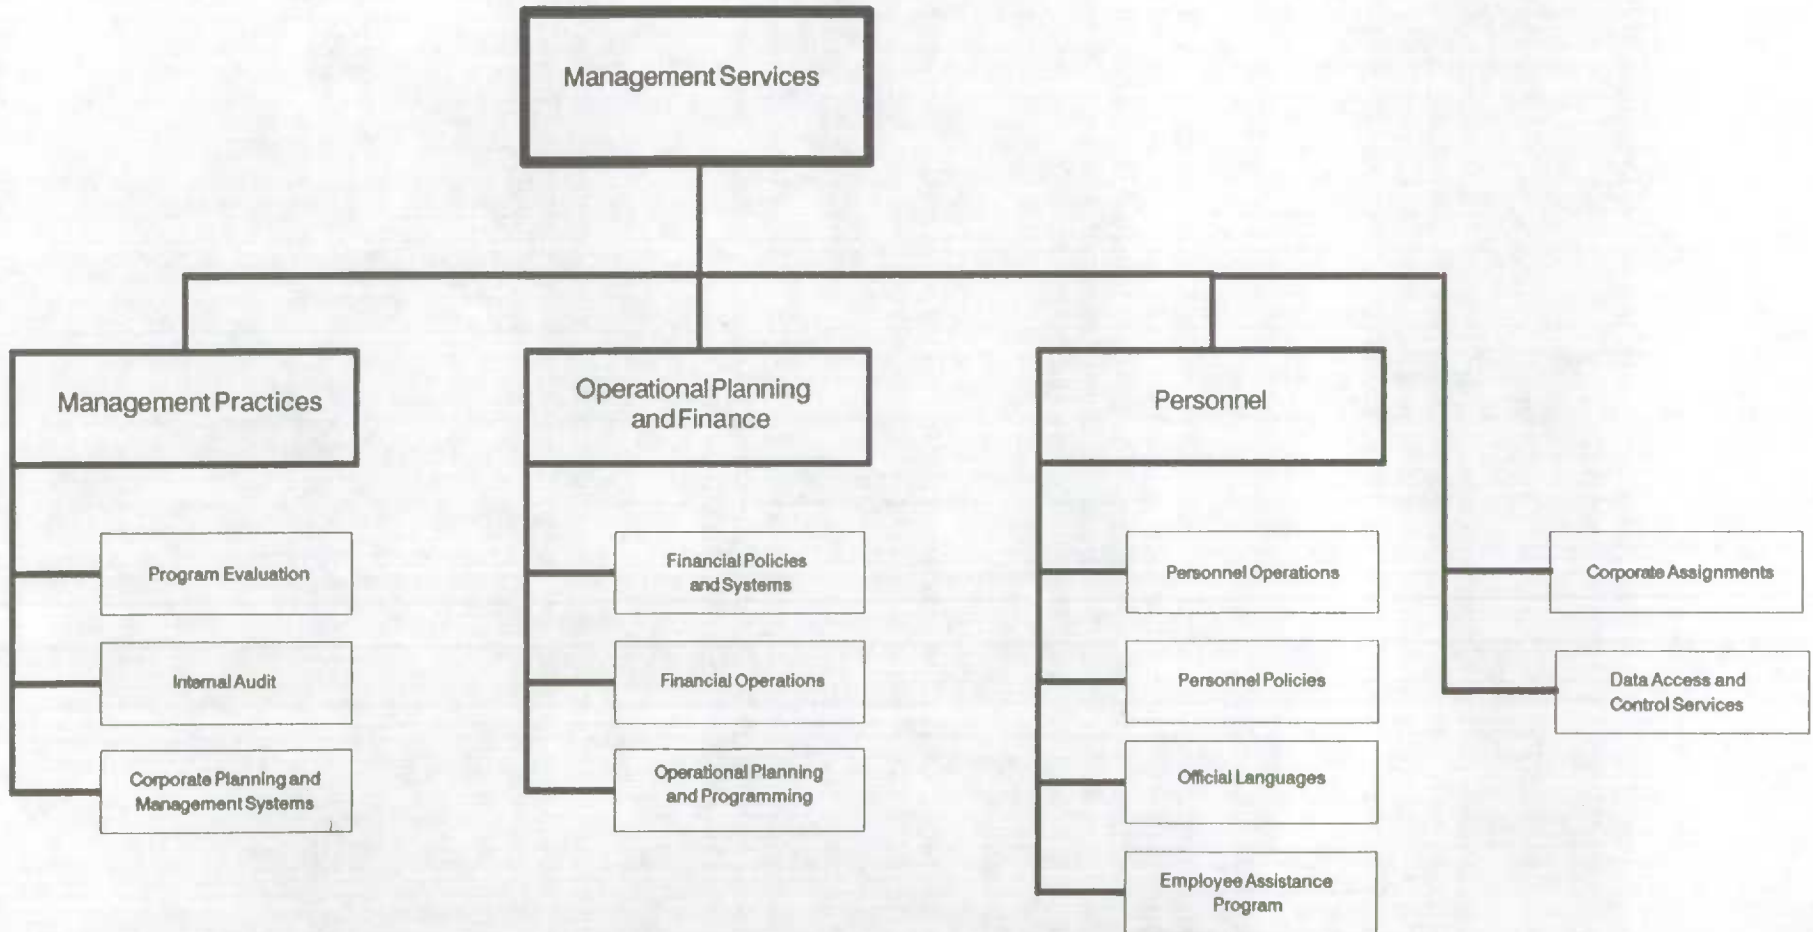 Management Services
Management Practices
Operational Planning
and Finance
Personnel
Program Evaluation
Internal Audit
Corporate Planning and
Management Systems
Financial Policies
and Systems
Financial Operations
Operational Planning
and Programming
Personnel Operations
Personnel Policies
Official Languages
Employee Assistance
Program
Corporate Assignments
Data Access and
Control Services